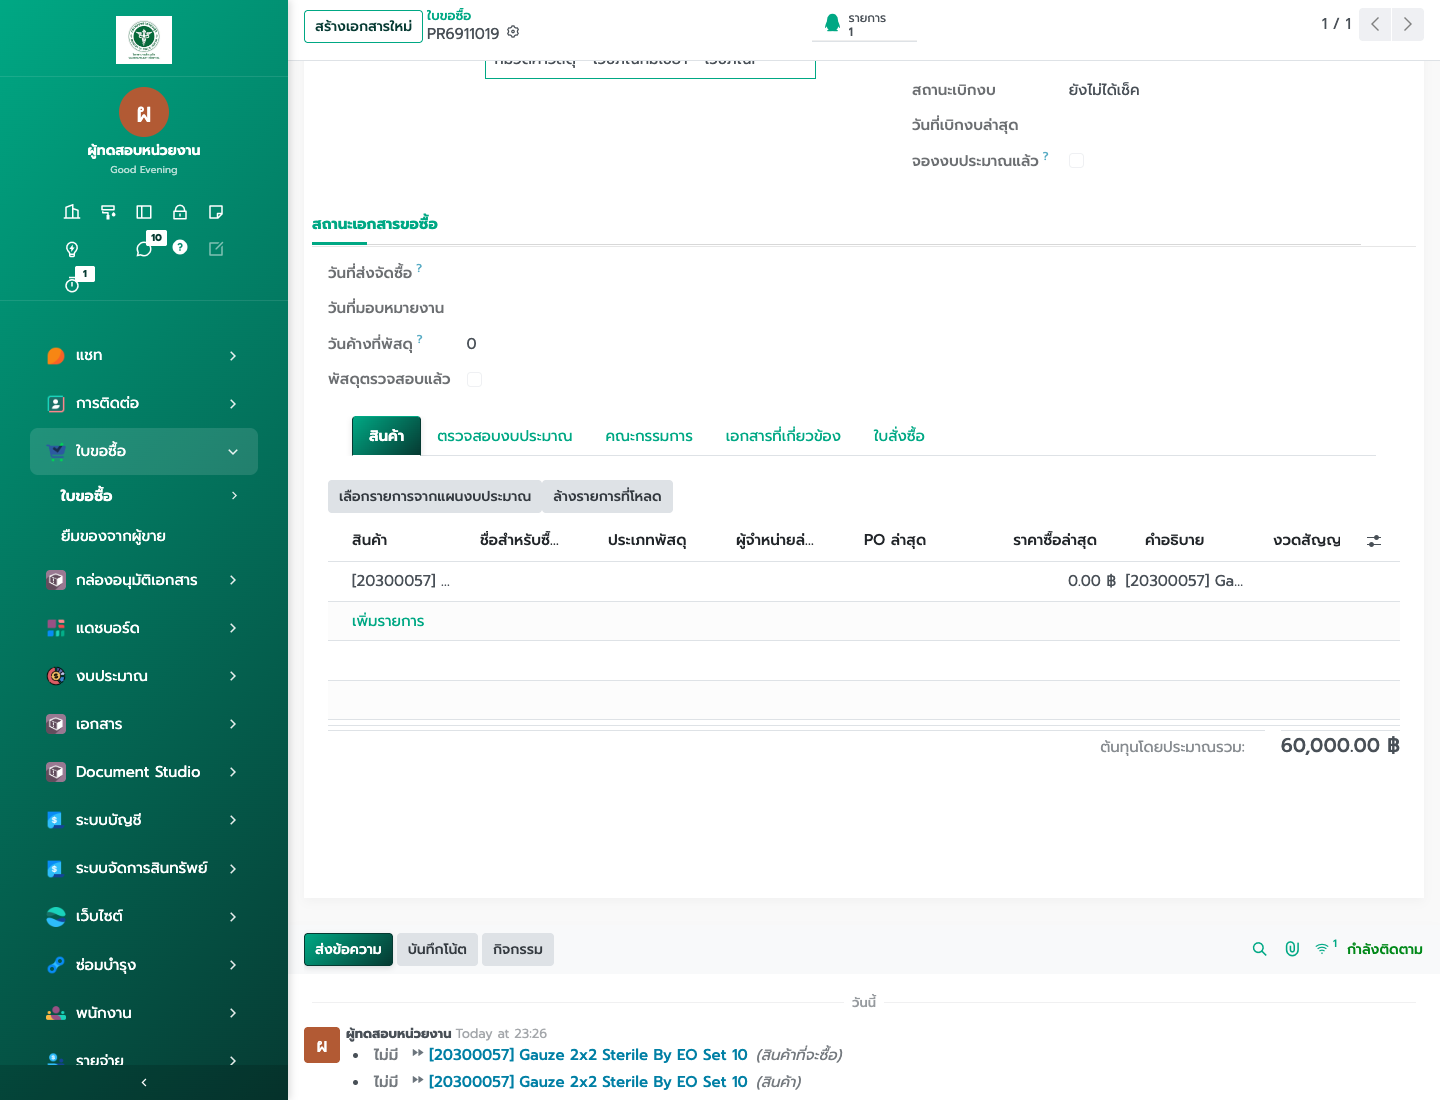 ผู้ทดสอบหน่วยงาน
Good Evening
10
1
แชท
การติดต่อ
ใบขอซื้อ
ใบขอซื้อ
ยืมของจากผู้ขาย
กล่องอนุมัติเอกสาร
แดชบอร์ด
งบประมาณ
เอกสาร
Document Studio
ระบบบัญชี
ระบบจัดการสินทรัพย์
เว็บไซต์
ซ่อมบำรุง
พนักงาน
รายจ่าย
สร้างเอกสารใหม่
ใบขอซื้อ
PR6911019
รายการ
1
1 / 1
สถานะเบิกงบ ยังไม่ได้เช็ค
วันที่เบิกงบล่าสุด
จองงบประมาณแล้ว ?
สถานะเอกสารขอซื้อ
วันที่ส่งจัดซื้อ ?
วันที่มอบหมายงาน
วันค้างที่พัสดุ ? 0
พัสดุตรวจสอบแล้ว
สินค้า ตรวจสอบงบประมาณ คณะกรรมการ เอกสารที่เกี่ยวข้อง ใบสั่งซื้อ
เลือกรายการจากแผนงบประมาณ ล้างรายการที่โหลด
สินค้า ชื่อสำหรับซื้... ประเภทพัสดุ ผู้จำหน่ายล่... PO ล่าสุด ราคาซื้อล่าสุด คำอธิบาย งวดสัญญ
[20300057] ... 0.00 ฿ [20300057] Ga...
เพิ่มรายการ
ต้นทุนโดยประมาณรวม: 60,000.00 ฿
ส่งข้อความ บันทึกโน้ต กิจกรรม 1 กำลังติดตาม
วันนี้
ผ ผู้ทดสอบหน่วยงาน Today at 23:26
ไม่มี [20300057] Gauze 2x2 Sterile By EO Set 10 (สินค้าที่จะซื้อ)
ไม่มี [20300057] Gauze 2x2 Sterile By EO Set 10 (สินค้า)